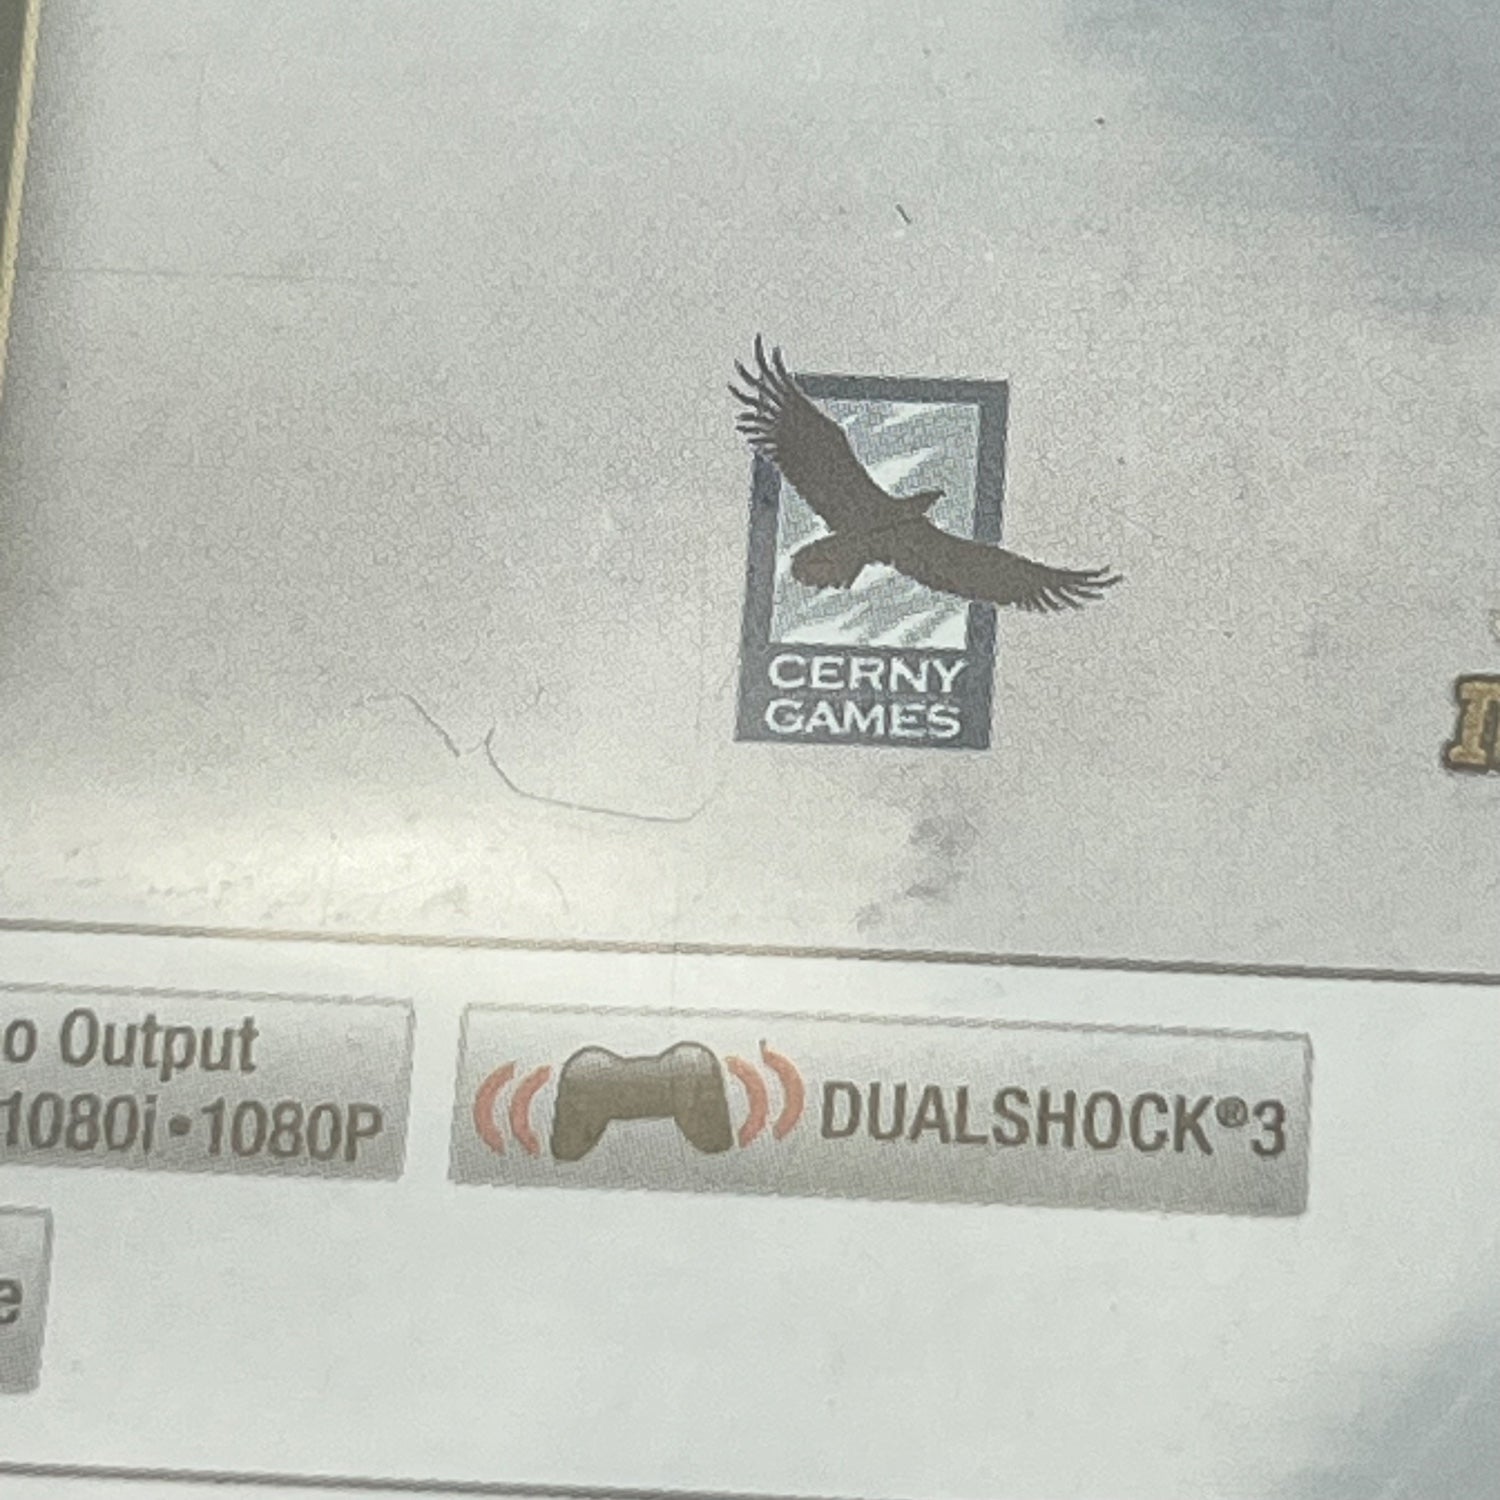 CERNY
GAMES
o Output
1080i•1080P
DUALSHOCK®3
e